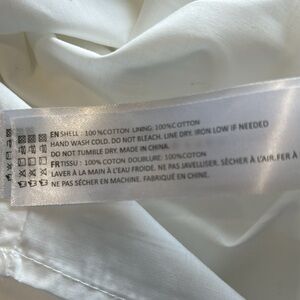 EN SHELL : 100 %COTTON LINING: 100%COTTON
HAND WASH COLD. DO NOT BLEACH. LINE DRY. IRON LOW IF NEEDED
DO NOT TUMBLE DRY. MADE IN CHINA.
FR TISSU : 100% COTON DOUBLURE: 100%COTON
LAVER À LA MAIN À L'EAU FROIDE. NE PAS JAVELLISER. SÉCHER À L'AIR.FER À
NE PAS SÉCHER EN MACHINE. FABRIQUÉ EN CHINE.